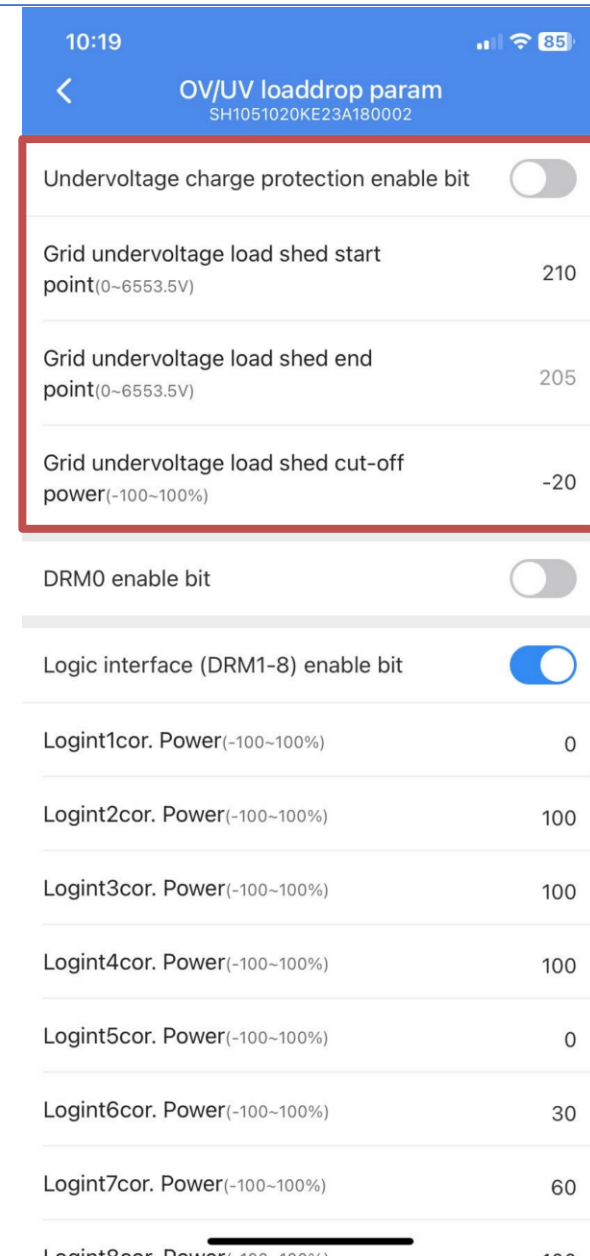 10:19
85
OV/UV loaddrop param
SH1051020KE23A180002
Undervoltage charge protection enable bit
Grid undervoltage load shed start
point(0~6553.5V)
210
Grid undervoltage load shed end
point(0~6553.5V)
205
Grid undervoltage load shed cut-off
power(-100~100%)
-20
DRM0 enable bit
Logic interface (DRM1-8) enable bit
Logint1cor. Power(-100~100%)
0
Logint2cor. Power(-100~100%)
100
Logint3cor. Power(-100~100%)
100
Logint4cor. Power(-100~100%)
100
Logint5cor. Power(-100~100%)
0
Logint6cor. Power(-100~100%)
30
Logint7cor. Power(-100~100%)
60
Logint8cor. Power(-100~100%)